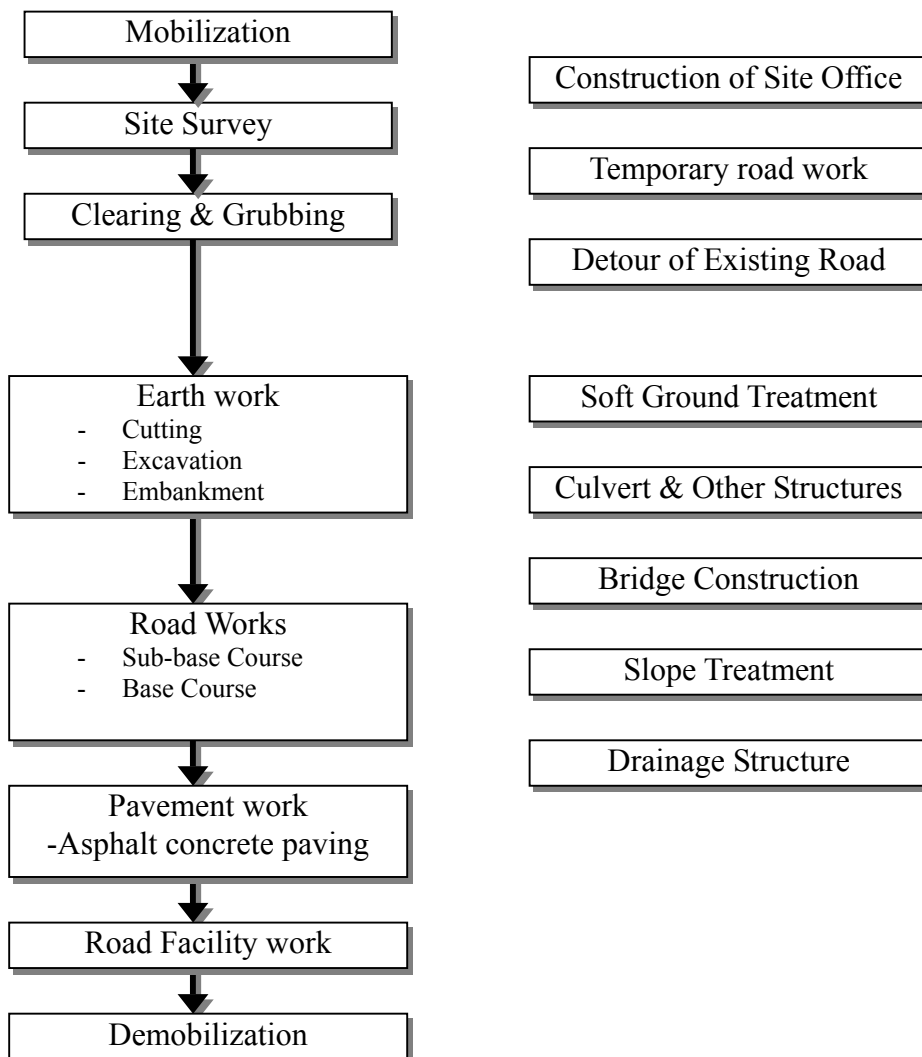 Mobilization
Site Survey
Clearing & Grubbing
Earth work
- Cutting
- Excavation
- Embankment
Road Works
- Sub-base Course
- Base Course
Pavement work
-Asphalt concrete paving
Road Facility work
Demobilization
Construction of Site Office
Temporary road work
Detour of Existing Road
Soft Ground Treatment
Culvert & Other Structures
Bridge Construction
Slope Treatment
Drainage Structure